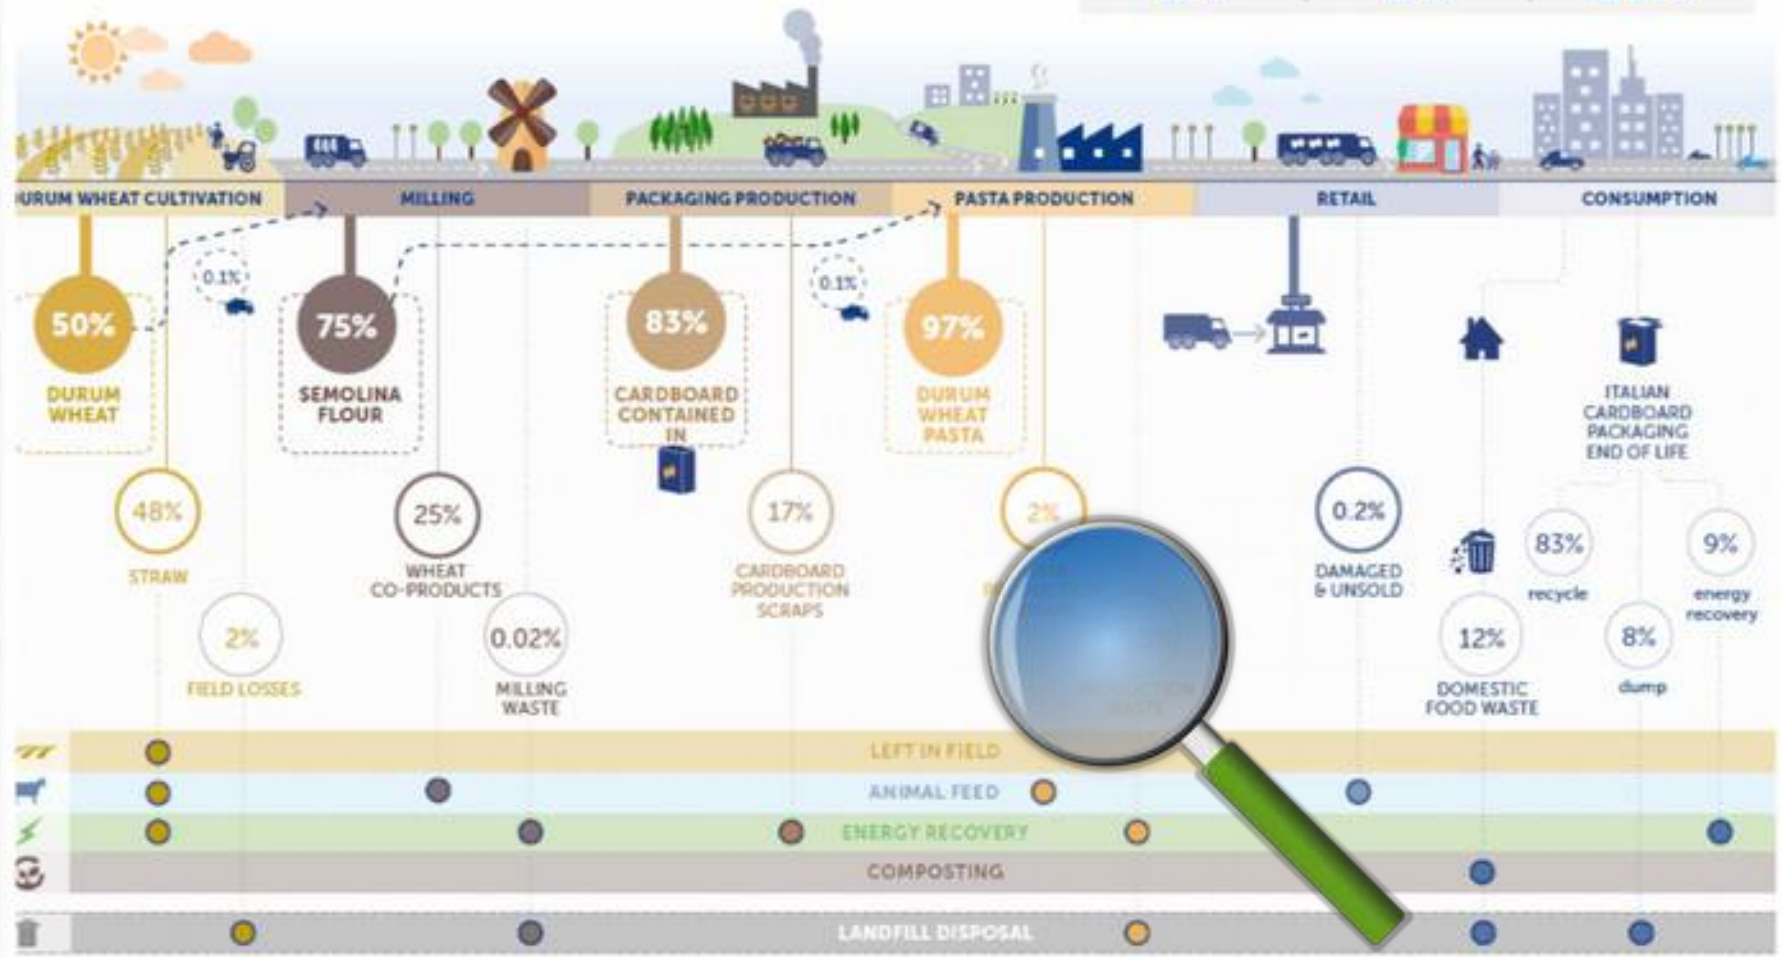 URUM WHEAT CULTIVATION
MILLING
PACKAGING PRODUCTION
PASTA PRODUCTION
RETAIL
CONSUMPTION
0.1%
0.1%
50%
75%
83%
97%
DURUM
WHEAT
SEMOLINA
FLOUR
CARDBOARD
CONTAINED
IN
DURUM
WHEAT
PASTA
ITALIAN
CARDBOARD
PACKAGING
END OF LIFE
48%
STRAW
25%
WHEAT
CO-PRODUCTS
17%
CARDBOARD
PRODUCTION
SCRAPS
2%
0.2%
DAMAGED
& UNSOLD
83%
recycle
9%
energy
recovery
2%
FIELD LOSSES
0.02%
MILLING
WASTE
12%
DOMESTIC
FOOD WASTE
8%
dump
LEFT IN FIELD
ANIMAL FEED
ENERGY RECOVERY
COMPOSTING
LANDFILL DISPOSAL